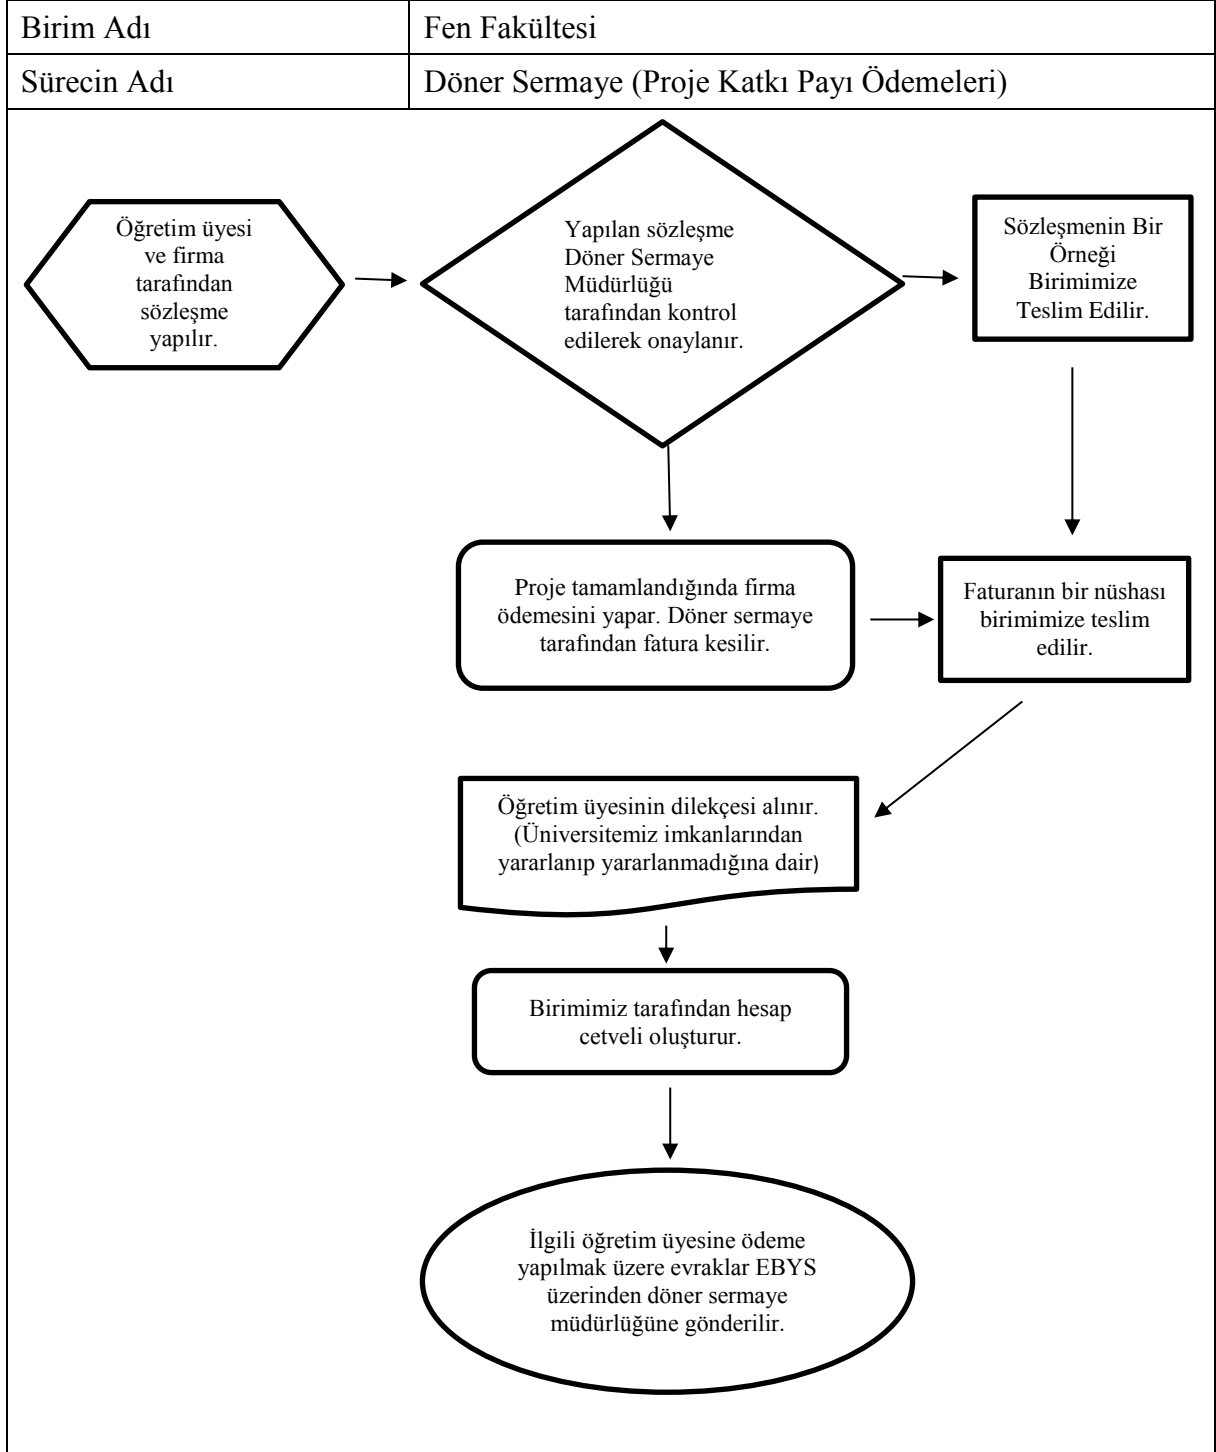 Birim Adı
Fen Fakültesi
Sürecin Adı
Döner Sermaye (Proje Katkı Payı Ödemeleri)
Öğretim üyesi
ve firma
tarafından
sözleşme
yapılır.
Yapılan sözleşme
Döner Sermaye
Müdürlüğü
tarafından kontrol
edilerek onaylanır.
Sözleşmenin Bir
Örneği
Birimimize
Teslim Edilir.
Proje tamamlandığında firma
ödemesini yapar. Döner sermaye
tarafından fatura kesilir.
Faturanın bir nüshası
birimimize teslim
edilir.
Öğretim üyesinin dilekçesi alınır.
(Üniversitemiz imkanlarından
yararlanıp yararlanmadığına dair)
Birimimiz tarafından hesap
cetveli oluşturur.
İlgili öğretim üyesine ödeme
yapılmak üzere evraklar EBYS
üzerinden döner sermaye
müdürlüğüne gönderilir.